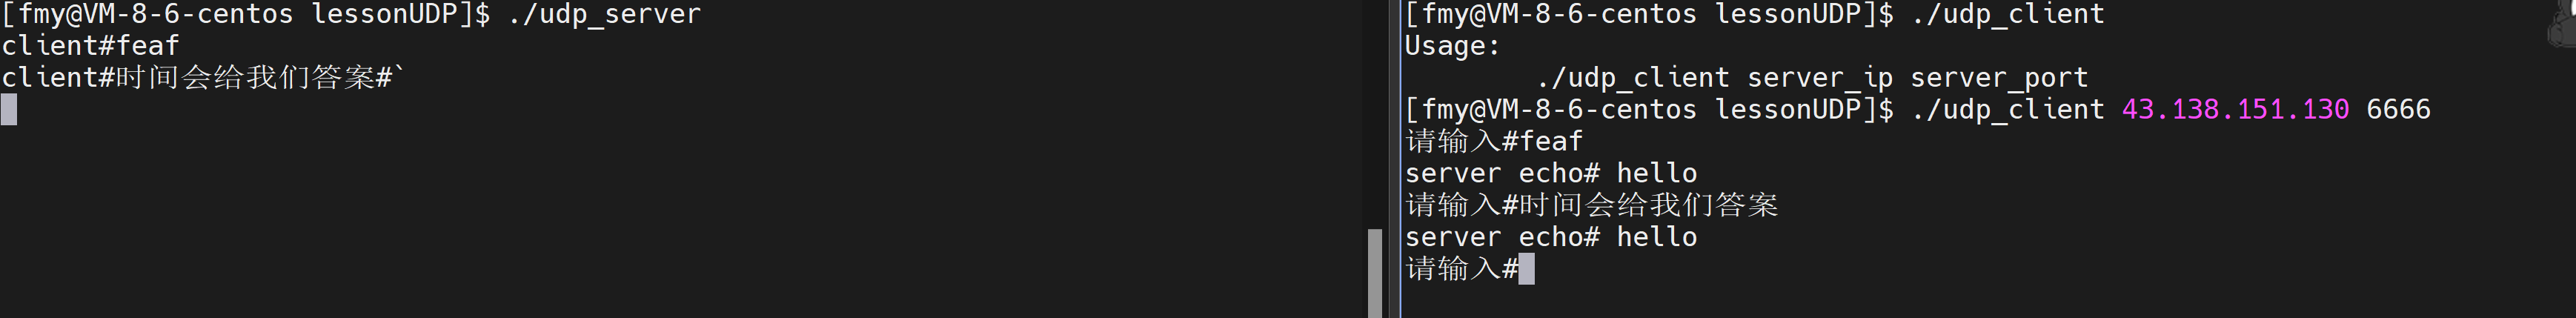 [fmy@VM-8-6-centos lessonUDP]$ ./udp_server
client#feaf
client#时间会给我们答案#`
[fmy@VM-8-6-centos lessonUDP]$ ./udp_client
Usage:
        ./udp_client server_ip server_port
[fmy@VM-8-6-centos lessonUDP]$ ./udp_client 43.138.151.130 6666
请输入#feaf
server echo# hello
请输入#时间会给我们答案
server echo# hello
请输入#